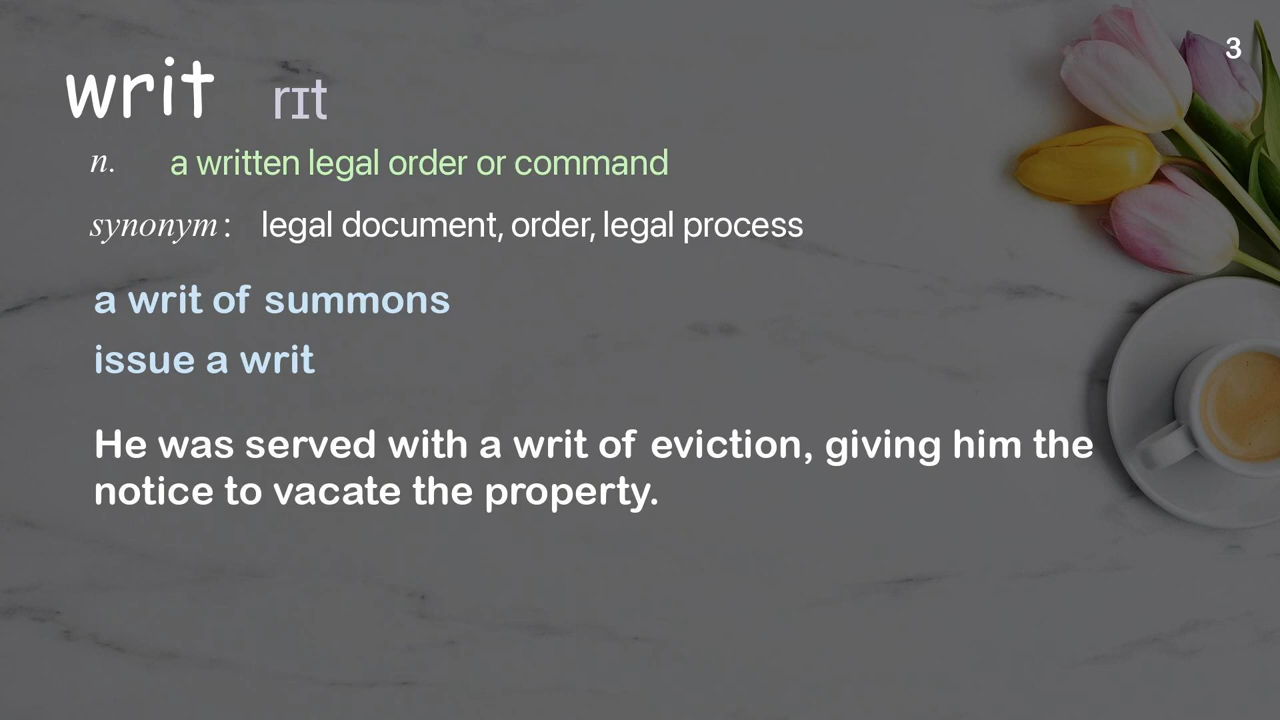 3
writ rɪt
n. a written legal order or command
synonym: legal document, order, legal process
a writ of summons
issue a writ
He was served with a writ of eviction, giving him the
notice to vacate the property.